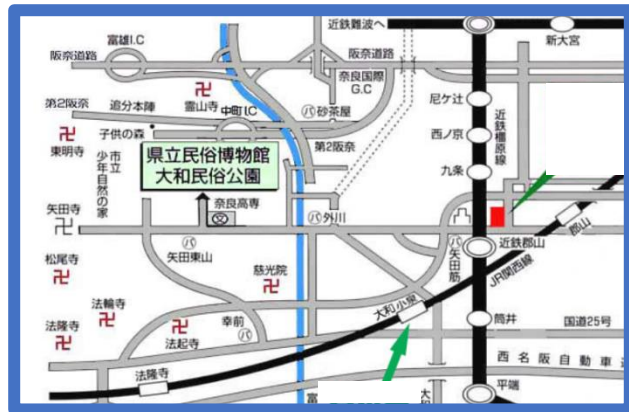 近鉄難波へ
新大宮
富雄I.C
阪奈道路
阪奈道路
奈良国際
G.C
尼ケ辻
第2阪奈
追分本陣
霊山寺
中町I.C
砂茶屋
近鉄橿原線
子供の森
第2阪奈
西ノ京
東明寺
市立
少年自然の家
県立民俗博物館
大和民俗公園
九条
奈良高専
矢田寺
文
バ外川
バ
矢田東山
バ
矢田筋
近鉄郡山
郡山
JR関西線
松尾寺
慈光院
大和小泉
法輪寺
法隆寺
法起寺
幸前
バ
筒井
国道25号
西名阪自動車
法隆寺
平端
富
大